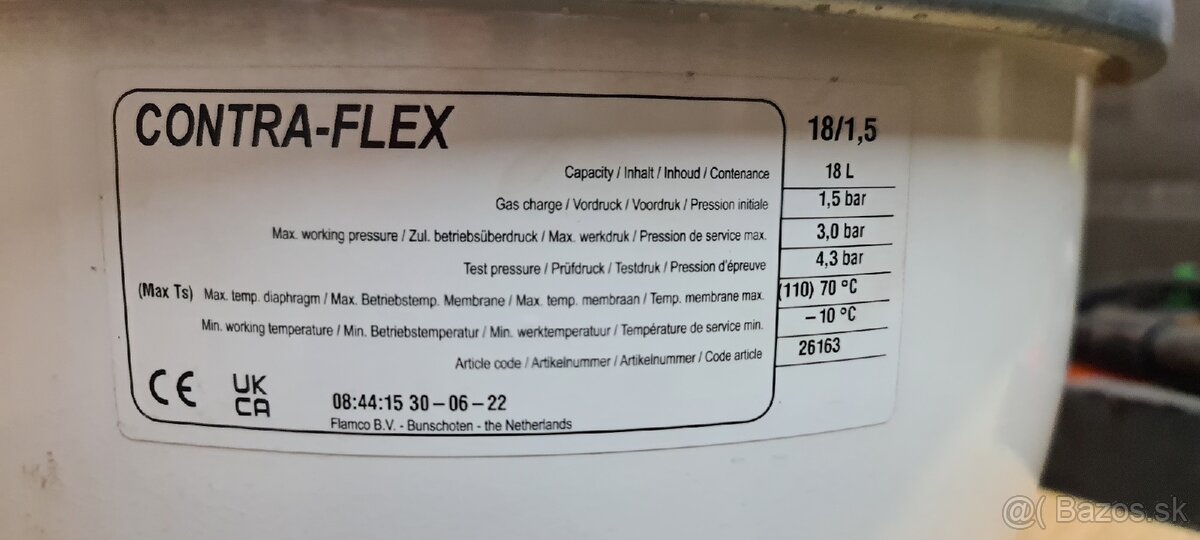 CONTRA-FLEX 18/1,5
Capacity / Inhalt / Inhoud / Contenance 18 L
Gas charge / Vordruck / Voordruk / Pression initiale 1,5 bar
Max. working pressure / Zul. betriebsüberdruck / Max. werkdruk / Pression de service max. 3,0 bar
Test pressure / Prüfdruck / Testdruk / Pression d'épreuve 4,3 bar
(Max Ts) Max. temp. diaphragm / Max. Betriebstemp. Membrane / Max. temp. membraan / Temp. membrane max. (110) 70 °C
Min. working temperature / Min. Betriebstemperatur / Min. werktemperatuur / Température de service min. – 10 °C
Article code / Artikelnummer / Artikelnummer / Code article 26163
CE UK CA 08:44:15 30-06-22
Flamco B.V. - Bunschoten - the Netherlands
@( Bazos.sk